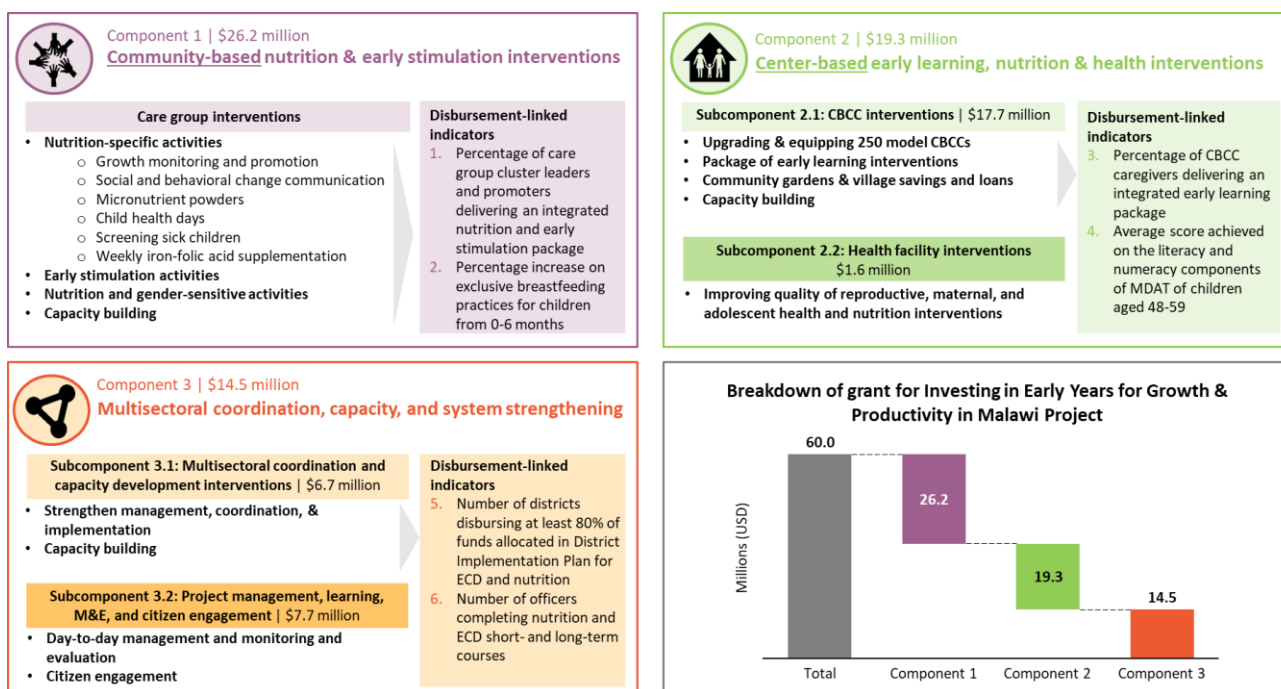 Component 1 | $26.2 million
Community-based nutrition & early stimulation interventions
Care group interventions
• Nutrition-specific activities
o Growth monitoring and promotion
o Social and behavioral change communication
o Micronutrient powders
o Child health days
o Screening sick children
o Weekly iron-folic acid supplementation
• Early stimulation activities
• Nutrition and gender-sensitive activities
• Capacity building
Disbursement-linked
indicators
1. Percentage of care
group cluster leaders
and promoters
delivering an integrated
nutrition and early
stimulation package
2. Percentage increase on
exclusive breastfeeding
practices for children
from 0-6 months
Component 2 | $19.3 million
Center-based early learning, nutrition & health interventions
Subcomponent 2.1: CBCC interventions | $17.7 million
• Upgrading & equipping 250 model CBCCs
• Package of early learning interventions
• Community gardens & village savings and loans
• Capacity building
Subcomponent 2.2: Health facility interventions
$1.6 million
• Improving quality of reproductive, maternal, and
adolescent health and nutrition interventions
Disbursement-linked
indicators
3. Percentage of CBCC
caregivers delivering an
integrated early learning
package
4. Average score achieved
on the literacy and
numeracy components
of MDAT of children
aged 48-59
Component 3 | $14.5 million
Multisectoral coordination, capacity, and system strengthening
Subcomponent 3.1: Multisectoral coordination and
capacity development interventions | $6.7 million
• Strengthen management, coordination, &
implementation
• Capacity building
Subcomponent 3.2: Project management, learning,
M&E, and citizen engagement | $7.7 million
• Day-to-day management and monitoring and
evaluation
• Citizen engagement
Disbursement-linked
indicators
5. Number of districts
disbursing at least 80% of
funds allocated in District
Implementation Plan for
ECD and nutrition
6. Number of officers
completing nutrition and
ECD short- and long-term
courses
Breakdown of grant for Investing in Early Years for Growth &
Productivity in Malawi Project
Millions (USD)
60.0
26.2
19.3
14.5
Total
Component 1
Component 2
Component 3